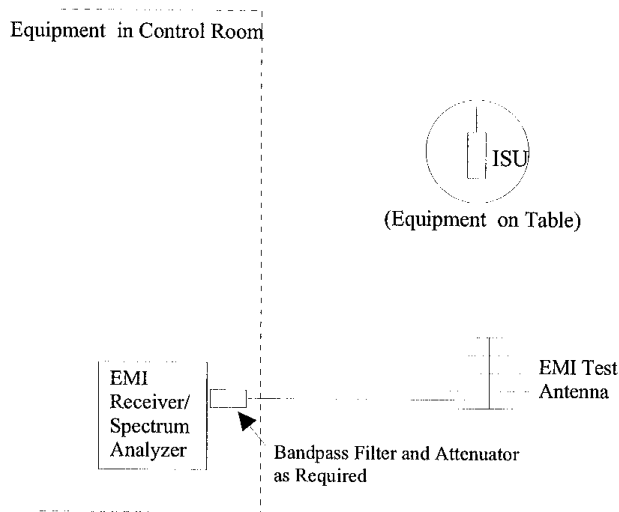 Equipment in Control Room
ISU
(Equipment on Table)
EMI
Receiver/
Spectrum
Analyzer
EMI Test
Antenna
Bandpass Filter and Attenuator
as Required